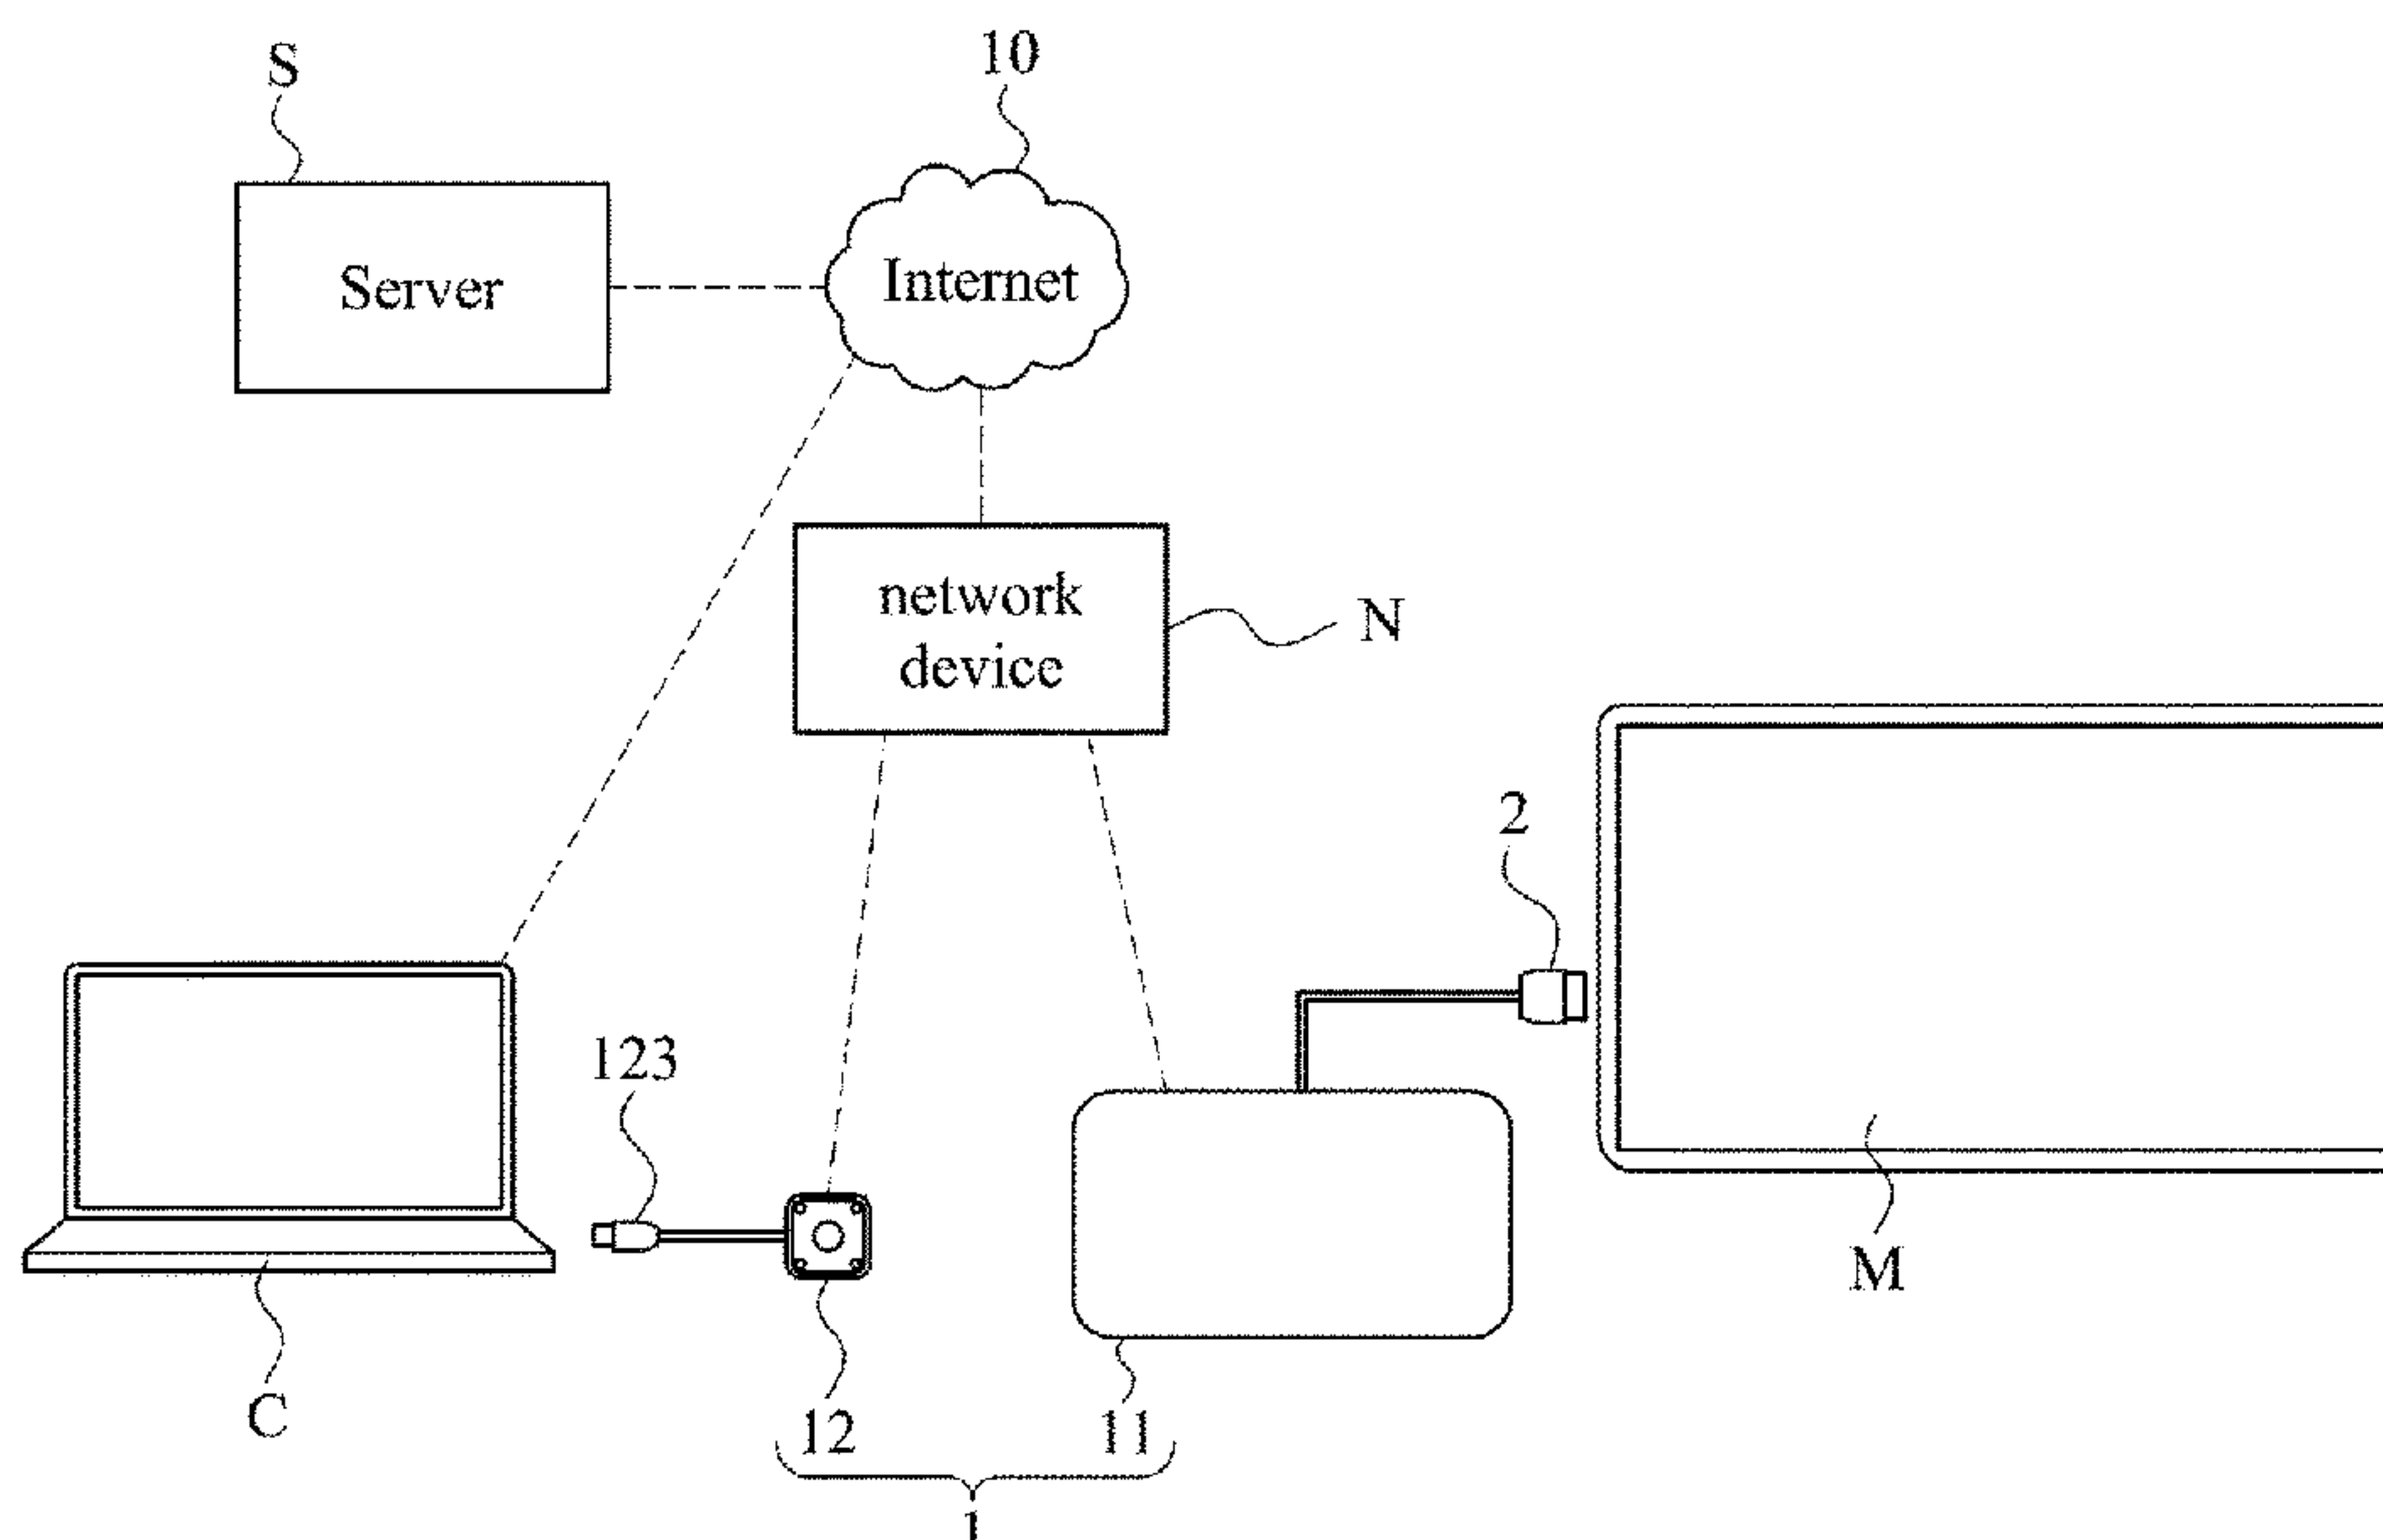 S
10
Server
Internet
network
device
N
2
123
M
C
12
11
1